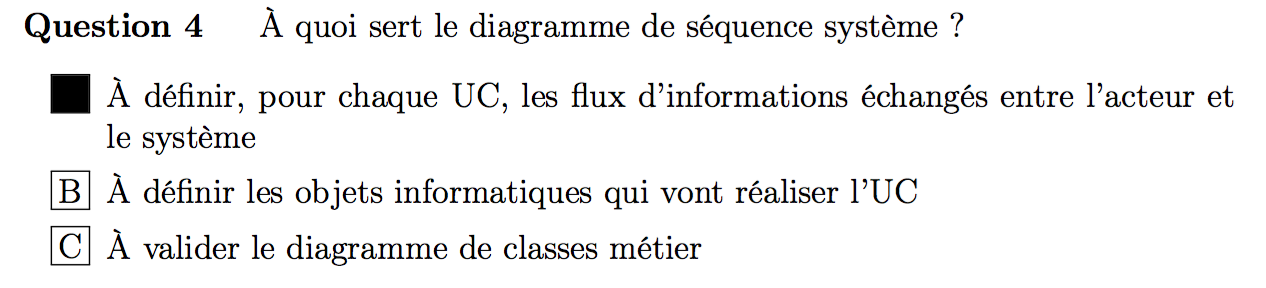 Question 4 À quoi sert le diagramme de séquence système ?
À définir, pour chaque UC, les flux d'informations échangés entre l'acteur et
le système
B À définir les objets informatiques qui vont réaliser l'UC
C À valider le diagramme de classes métier